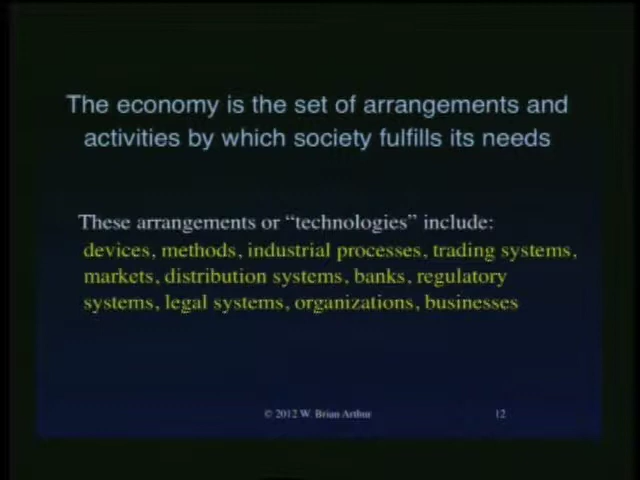 The economy is the set of arrangements and
activities by which society fulfills its needs
These arrangements or “technologies” include:
devices, methods, industrial processes, trading systems,
markets, distribution systems, banks, regulatory
systems, legal systems, organizations, businesses
© 2012 W. Brian Arthur
12